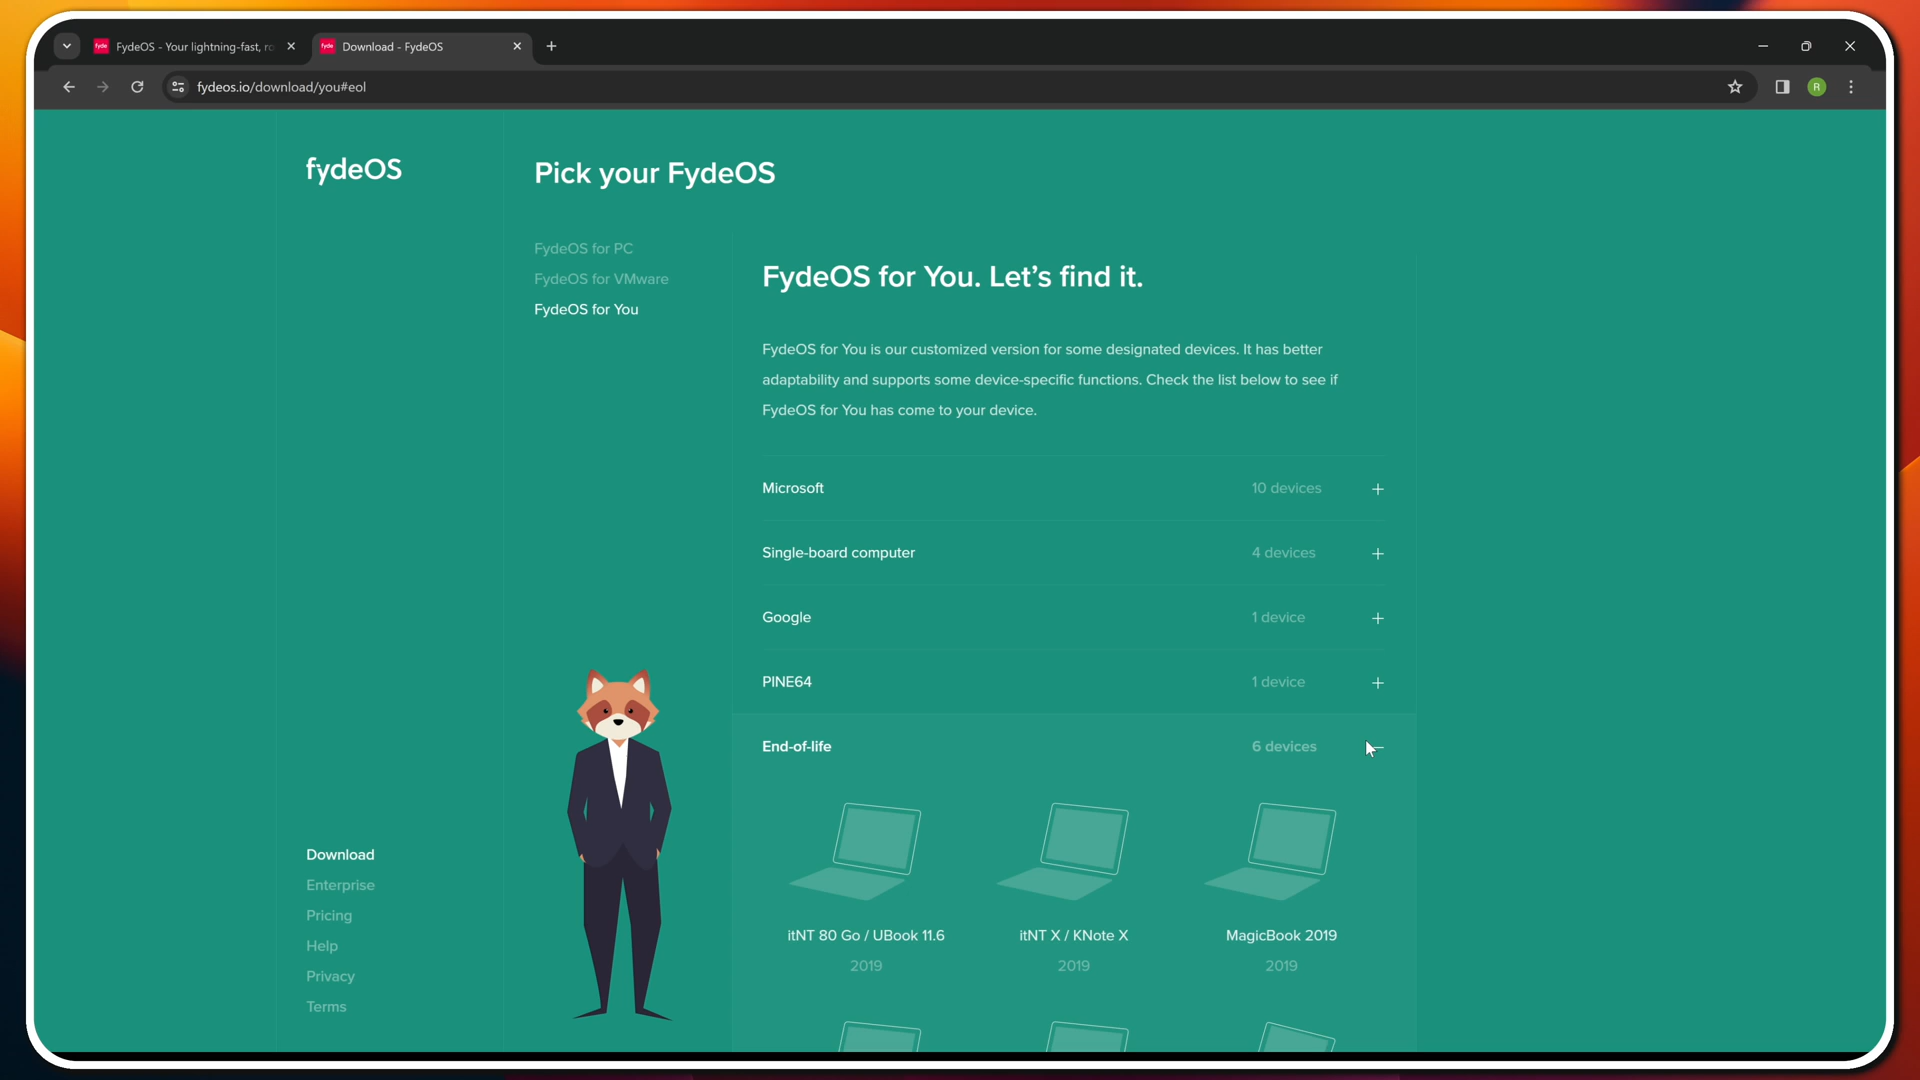 FydeOS - Your lightning-fast, ro
Download - FydeOS
fydeos.io/download/you#eol
R
fydeOS
Pick your FydeOS
FydeOS for PC
FydeOS for VMware
FydeOS for You
FydeOS for You. Let's find it.
FydeOS for You is our customized version for some designated devices. It has better
adaptability and supports some device-specific functions. Check the list below to see if
FydeOS for You has come to your device.
Microsoft 10 devices
Single-board computer 4 devices
Google 1 device
PINE64 1 device
End-of-life 6 devices
itNT 80 Go / UBook 11.6
2019
itNT X / KNote X
2019
MagicBook 2019
2019
Download
Enterprise
Pricing
Help
Privacy
Terms